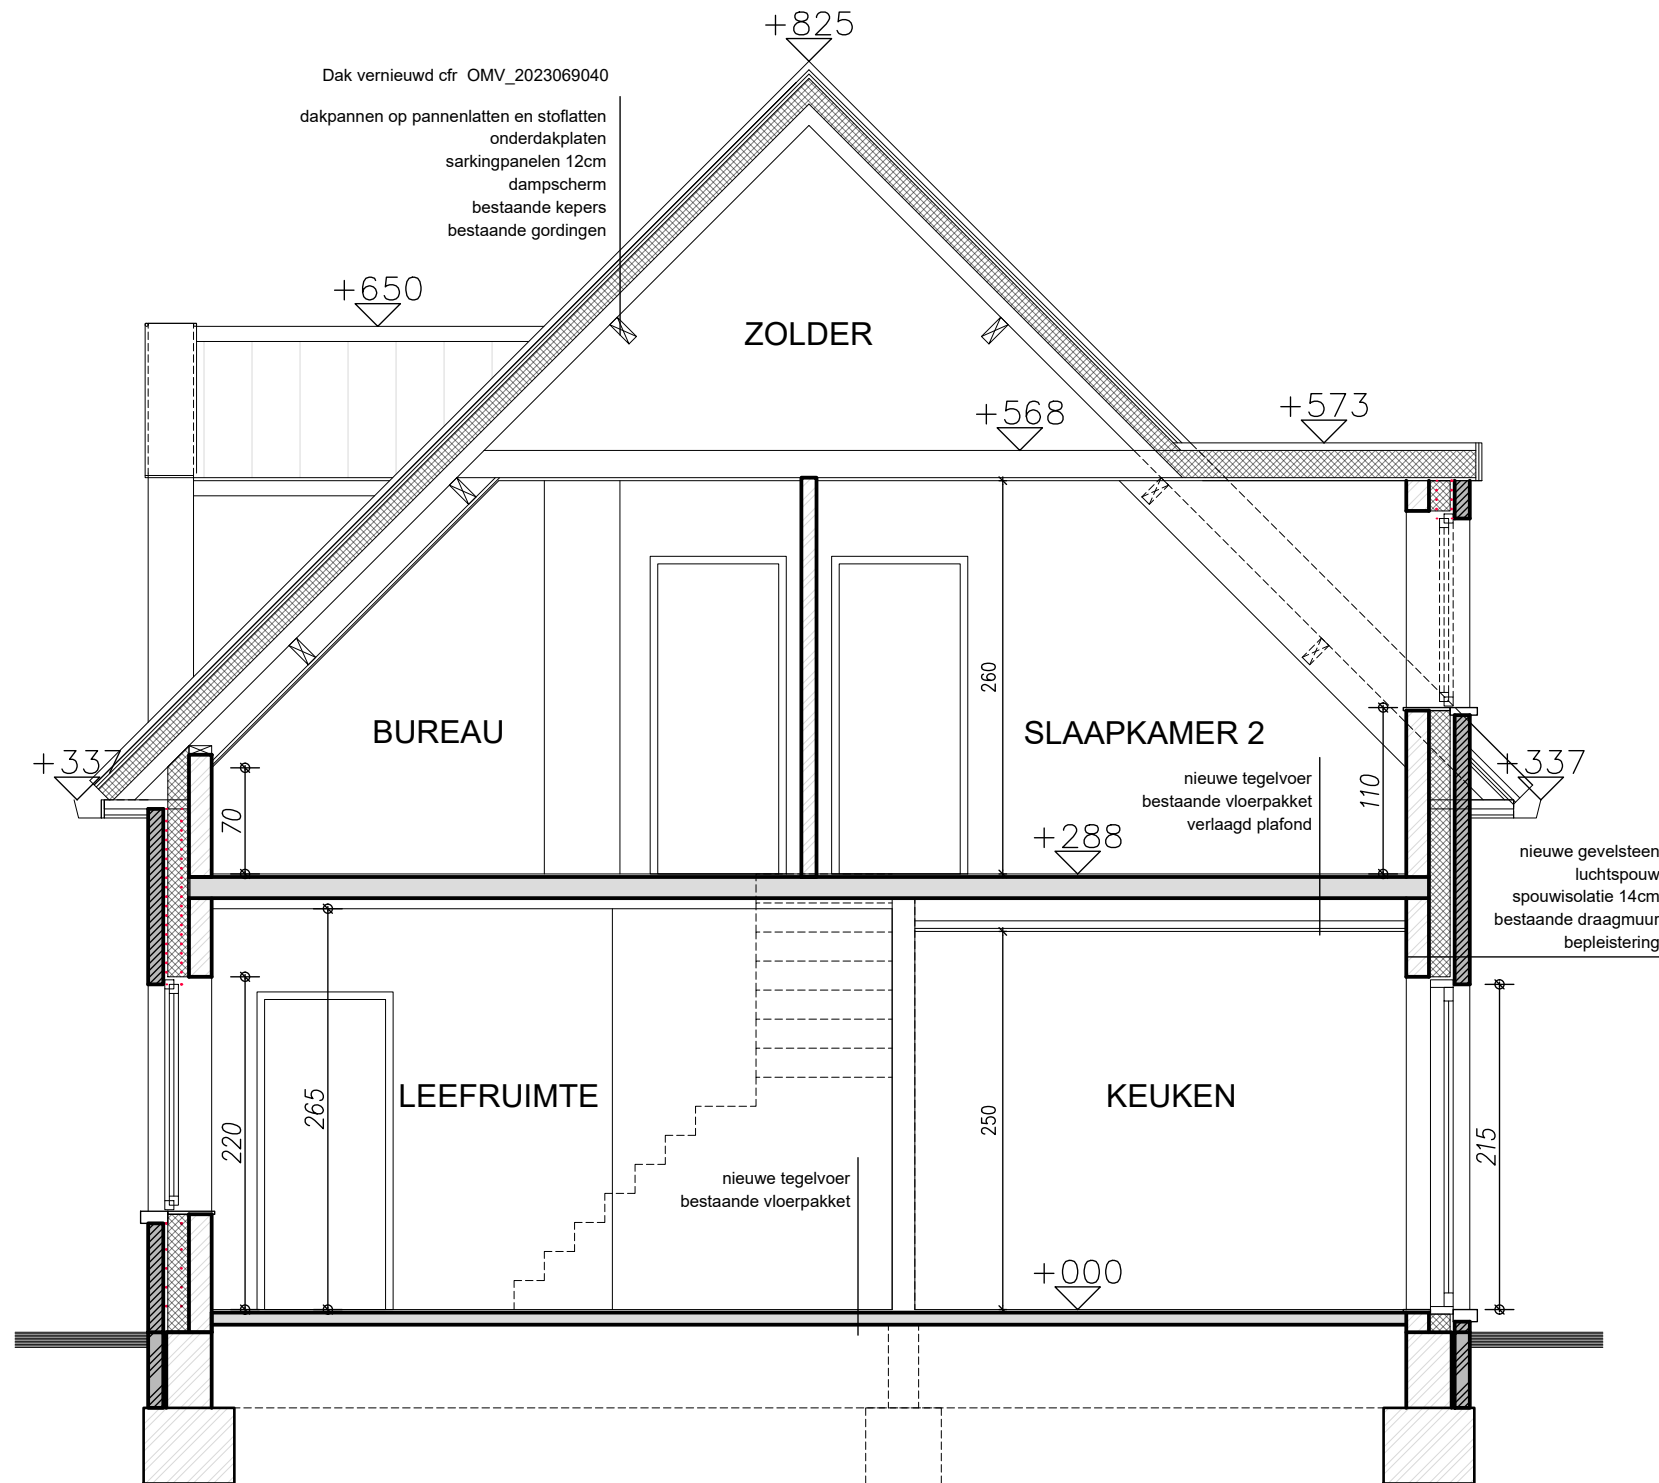 +825
Dak vernieuwd cfr OMV_2023069040
dakpannen op pannenlatten en stoflatten
onderdakplaten
sarkingpanelen 12cm
dampscherm
bestaande kepers
bestaande gordingen
+650
ZOLDER
+568
+573
260
BUREAU
SLAAPKAMER 2
+337
+337
nieuwe tegelvoer
bestaande vloerpakket
verlaagd plafond
110
70
+288
nieuwe gevelsteen
luchtspouw
spouwisolatie 14cm
bestaande draagmuur
bepleistering
LEEFRUIMTE
KEUKEN
265
250
220
215
nieuwe tegelvoer
bestaande vloerpakket
+000